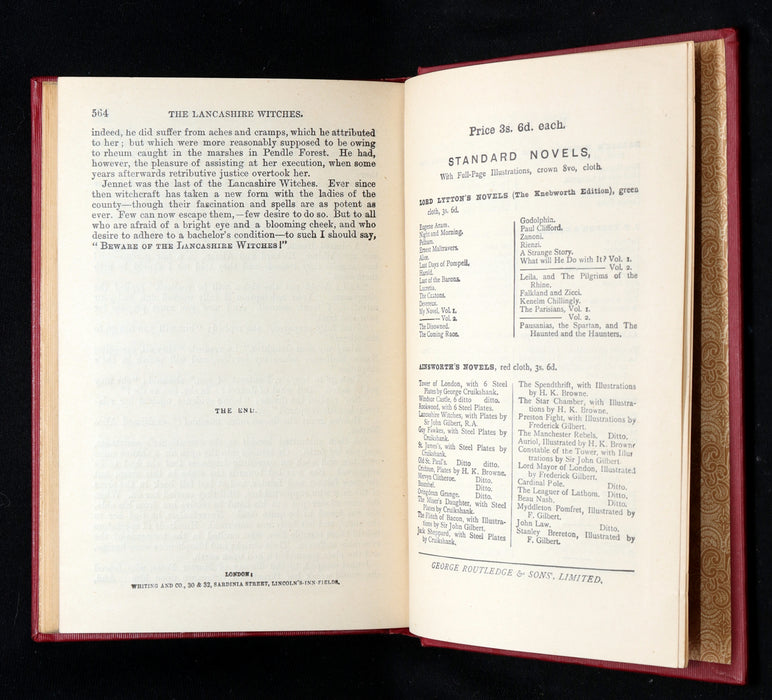 564 THE LANCASHIRE WITCHES.
indeed, he did suffer from aches and cramps, which he attributed
to her; but which were more reasonably supposed to be owing
to rheum caught in the marshes in Pendle Forest. He had,
however, the pleasure of assisting at her execution, when some
years afterwards retributive justice overtook her.
Jennet was the last of the Lancashire Witches. Ever since
then witchcraft has taken a new form with the ladies of the
county—though their fascination and spells are as potent as
ever. Few can now escape them,—few desire to do so. But to all
who are afraid of a bright eye and a blooming cheek, and who
desire to adhere to a bachelor's condition—to such I should say,
"BEWARE OF THE LANCASHIRE WITCHES!"
THE END.
LONDON:
WHITING AND CO., 30 & 32, SARDINIA STREET, LINCOLN'S-INN-FIELDS.
Price 3s. 6d. each.
STANDARD NOVELS,
With Full-Page Illustrations, crown 8vo, cloth.
LORD LYTTON'S NOVELS (The Knebworth Edition), green
cloth, 3s. 6d.
Eugene Aram.
Night and Morning.
Pelham.
Ernest Maltravers.
Alice.
Last Days of Pompeii.
Harold.
Last of the Barons.
Lucretia.
The Caxtons.
Devereux.
My Novel, Vol. 1.
——— Vol. 2.
The Disowned.
The Coming Race.
Godolphin.
Paul Clifford.
Zanoni.
Rienzi.
A Strange Story.
What will He Do with It? Vol. 1.
——— Vol. 2.
Leila, and The Pilgrims of the
Rhine.
Falkland and Zicci.
Kenelm Chillingly.
The Parisians, Vol. 1.
——— Vol. 2.
Pausanias, the Spartan, and The
Haunted and the Haunters.
AINSWORTH'S NOVELS, red cloth, 3s. 6d.
Tower of London, with 6 Steel
Plates by George Cruikshank.
Windsor Castle, 6 ditto ditto.
Rookwood, with 6 Steel Plates.
Lancashire Witches, with Plates by
Sir John Gilbert, R.A.
Guy Fawkes, with Steel Plates by
Cruikshank.
St. James's, with Steel Plates by
Cruikshank.
Old St. Paul's. Ditto ditto.
Crichton, Plates by H. K. Browne.
Mervyn Clitheroe. Ditto.
Boscobel. Ditto.
Ovingdean Grange. Ditto.
The Miser's Daughter, with Steel
Plates by Cruikshank.
The Flitch of Bacon, with Illustra-
tions by Sir John Gilbert.
Jack Sheppard, with Steel Plates
by Cruikshank.
The Spendthrift, with Illustrations
by H. K. Browne.
The Star Chamber, with Illustra-
tions by H. K. Browne.
Preston Fight, with Illustrations by
Frederick Gilbert.
The Manchester Rebels. Ditto.
Auriol, Illustrated by H. K. Browne
Constable of the Tower, with Illus
trations by Sir John Gilbert.
Lord Mayor of London, Illustrated
by Frederick Gilbert.
Cardinal Pole. Ditto.
The Leaguer of Lathom. Ditto.
Beau Nash. Ditto.
Myddleton Pomfret, Illustrated by
F. Gilbert.
John Law. Ditto.
Stanley Brereton, Illustrated by
F. Gilbert.
GEORGE ROUTLEDGE & SONS, LIMITED.